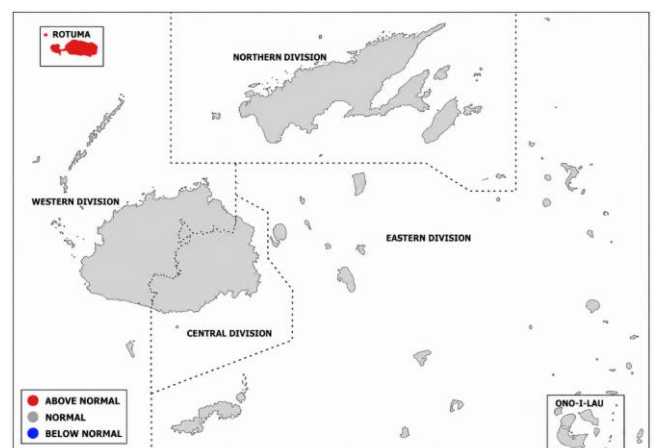 ROTUMA
NORTHERN DIVISION
WESTERN DIVISION
EASTERN DIVISION
CENTRAL DIVISION
ABOVE NORMAL
NORMAL
BELOW NORMAL
ONO-I-LAU